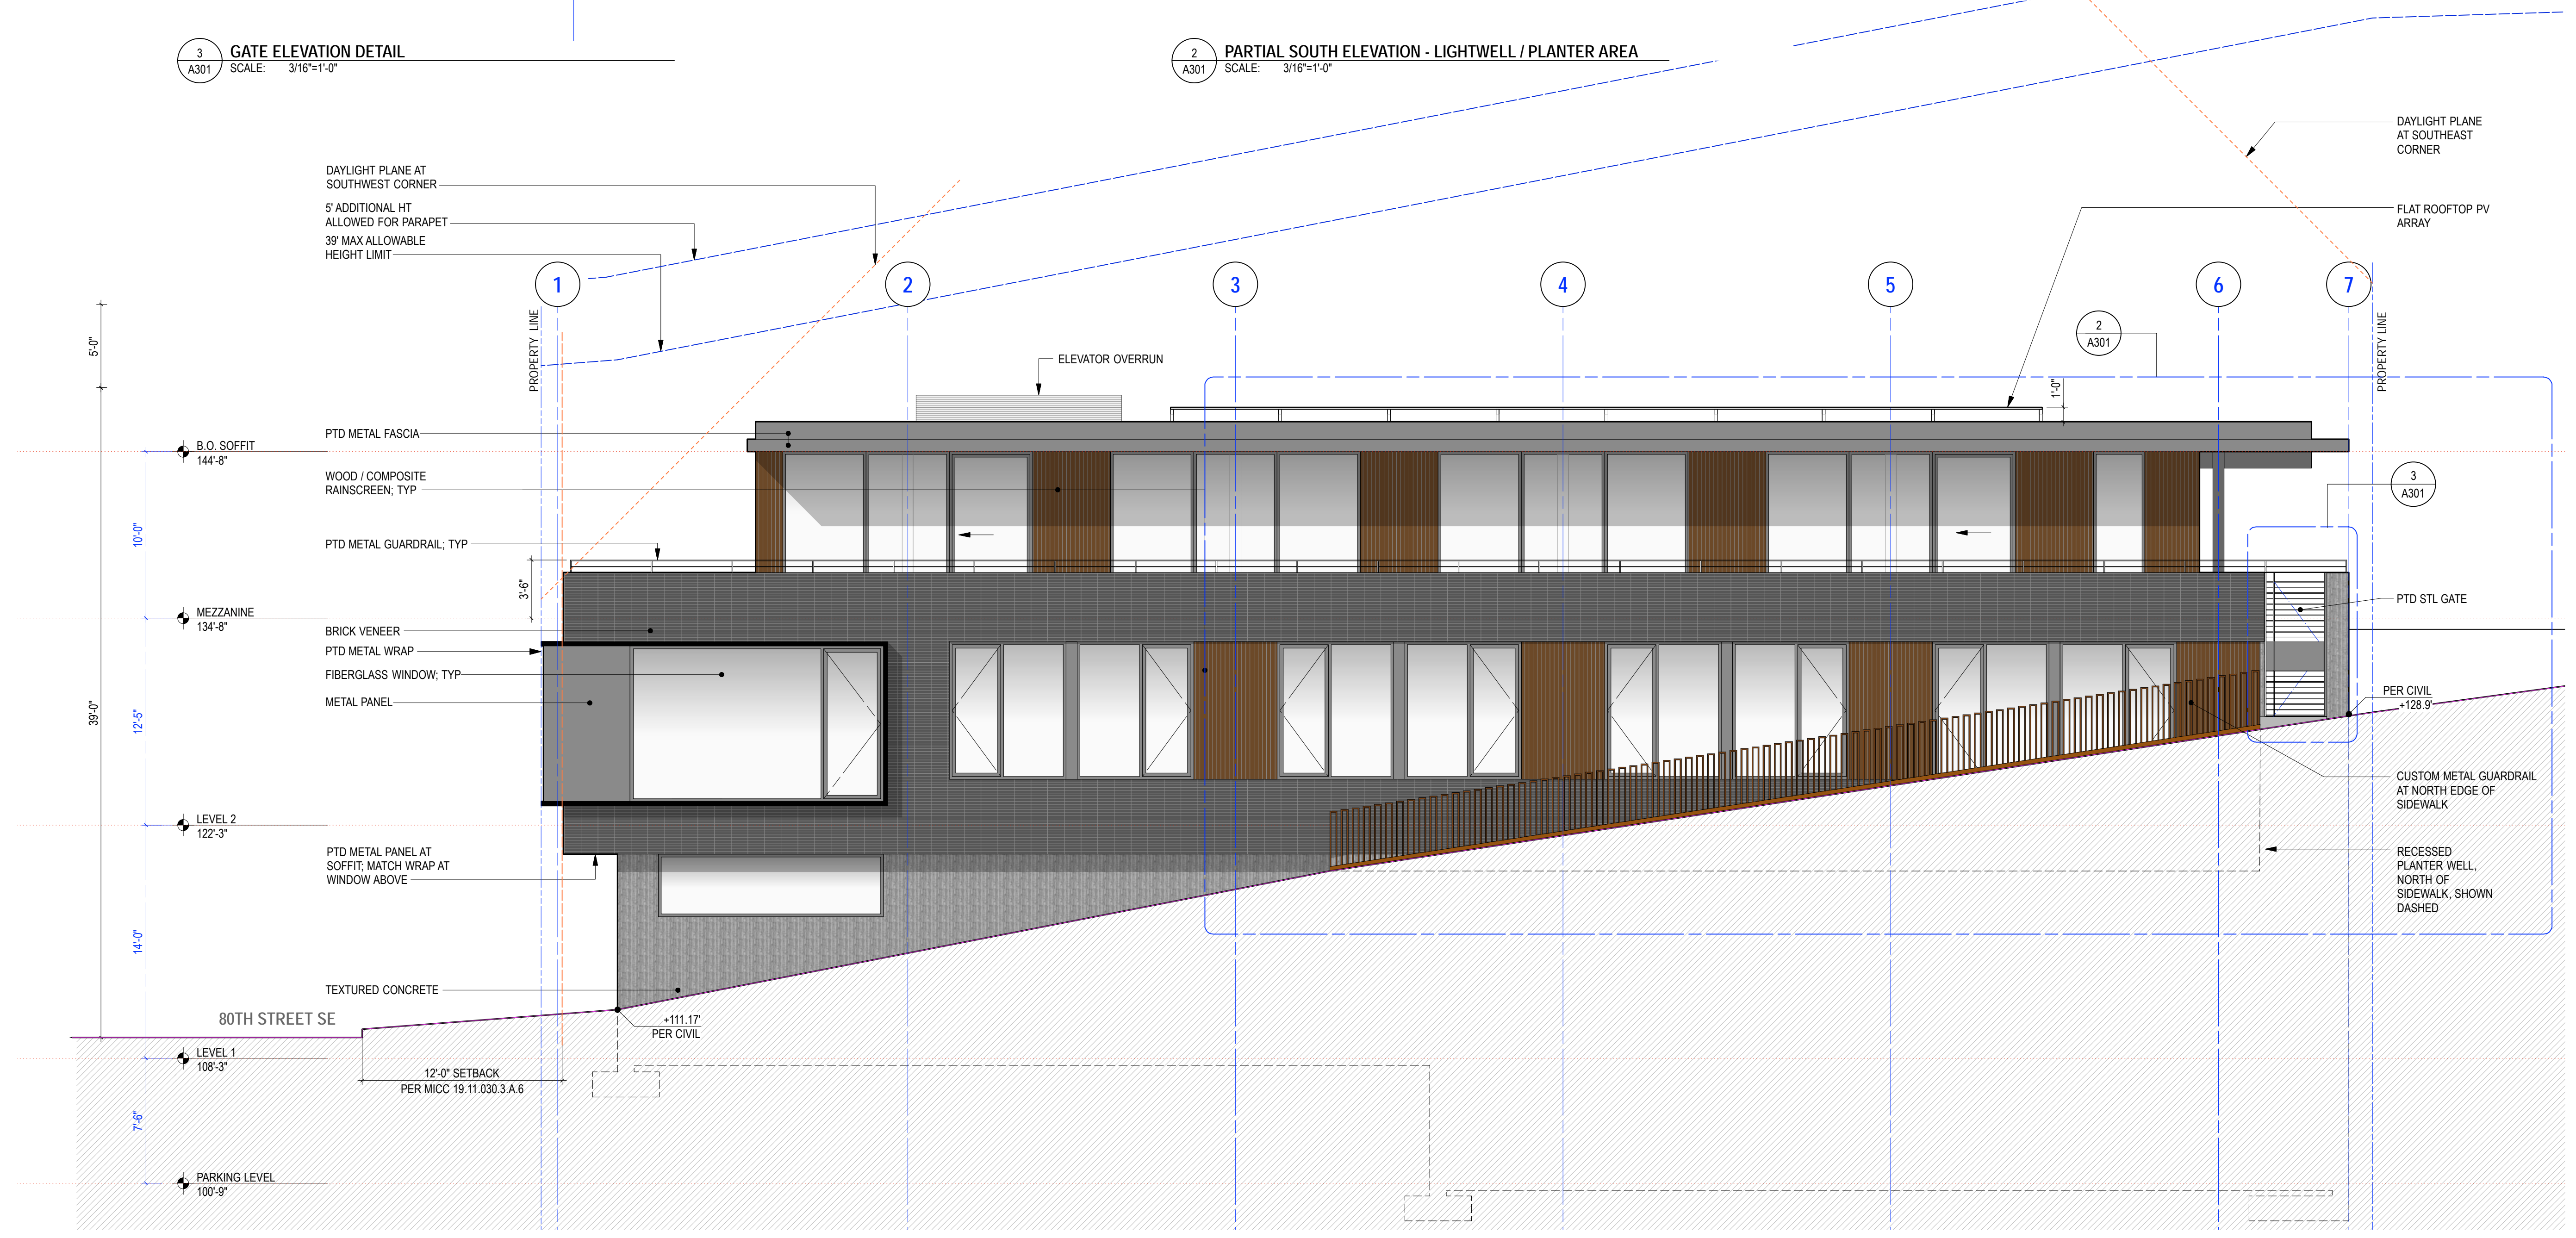 3
A301
GATE ELEVATION DETAIL
SCALE: 3/16"=1'-0"
2
A301
PARTIAL SOUTH ELEVATION - LIGHTWELL / PLANTER AREA
SCALE: 3/16"=1'-0"
DAYLIGHT PLANE
AT SOUTHEAST
CORNER
DAYLIGHT PLANE AT
SOUTHWEST CORNER
5' ADDITIONAL HT
ALLOWED FOR PARAPET
39' MAX ALLOWABLE
HEIGHT LIMIT
FLAT ROOFTOP PV
ARRAY
1
2
3
4
5
6
7
PROPERTY LINE
PROPERTY LINE
2
A301
5'-0"
ELEVATOR OVERRUN
1'-0"
PTD METAL FASCIA
B.O. SOFFIT
144'-8"
WOOD / COMPOSITE
RAINSCREEN; TYP
3
A301
10'-0"
PTD METAL GUARDRAIL; TYP
3'-6"
PTD STL GATE
MEZZANINE
134'-8"
BRICK VENEER
PTD METAL WRAP
FIBERGLASS WINDOW; TYP
METAL PANEL
PER CIVIL
+128.9'
39'-0"
12'-5"
CUSTOM METAL GUARDRAIL
AT NORTH EDGE OF
SIDEWALK
LEVEL 2
122'-3"
PTD METAL PANEL AT
SOFFIT; MATCH WRAP AT
WINDOW ABOVE
RECESSED
PLANTER WELL,
NORTH OF
SIDEWALK, SHOWN
DASHED
14'-0"
TEXTURED CONCRETE
80TH STREET SE
+111.17'
PER CIVIL
LEVEL 1
108'-3"
12'-0" SETBACK
PER MICC 19.11.030.3.A.6
7'-6"
PARKING LEVEL
100'-9"